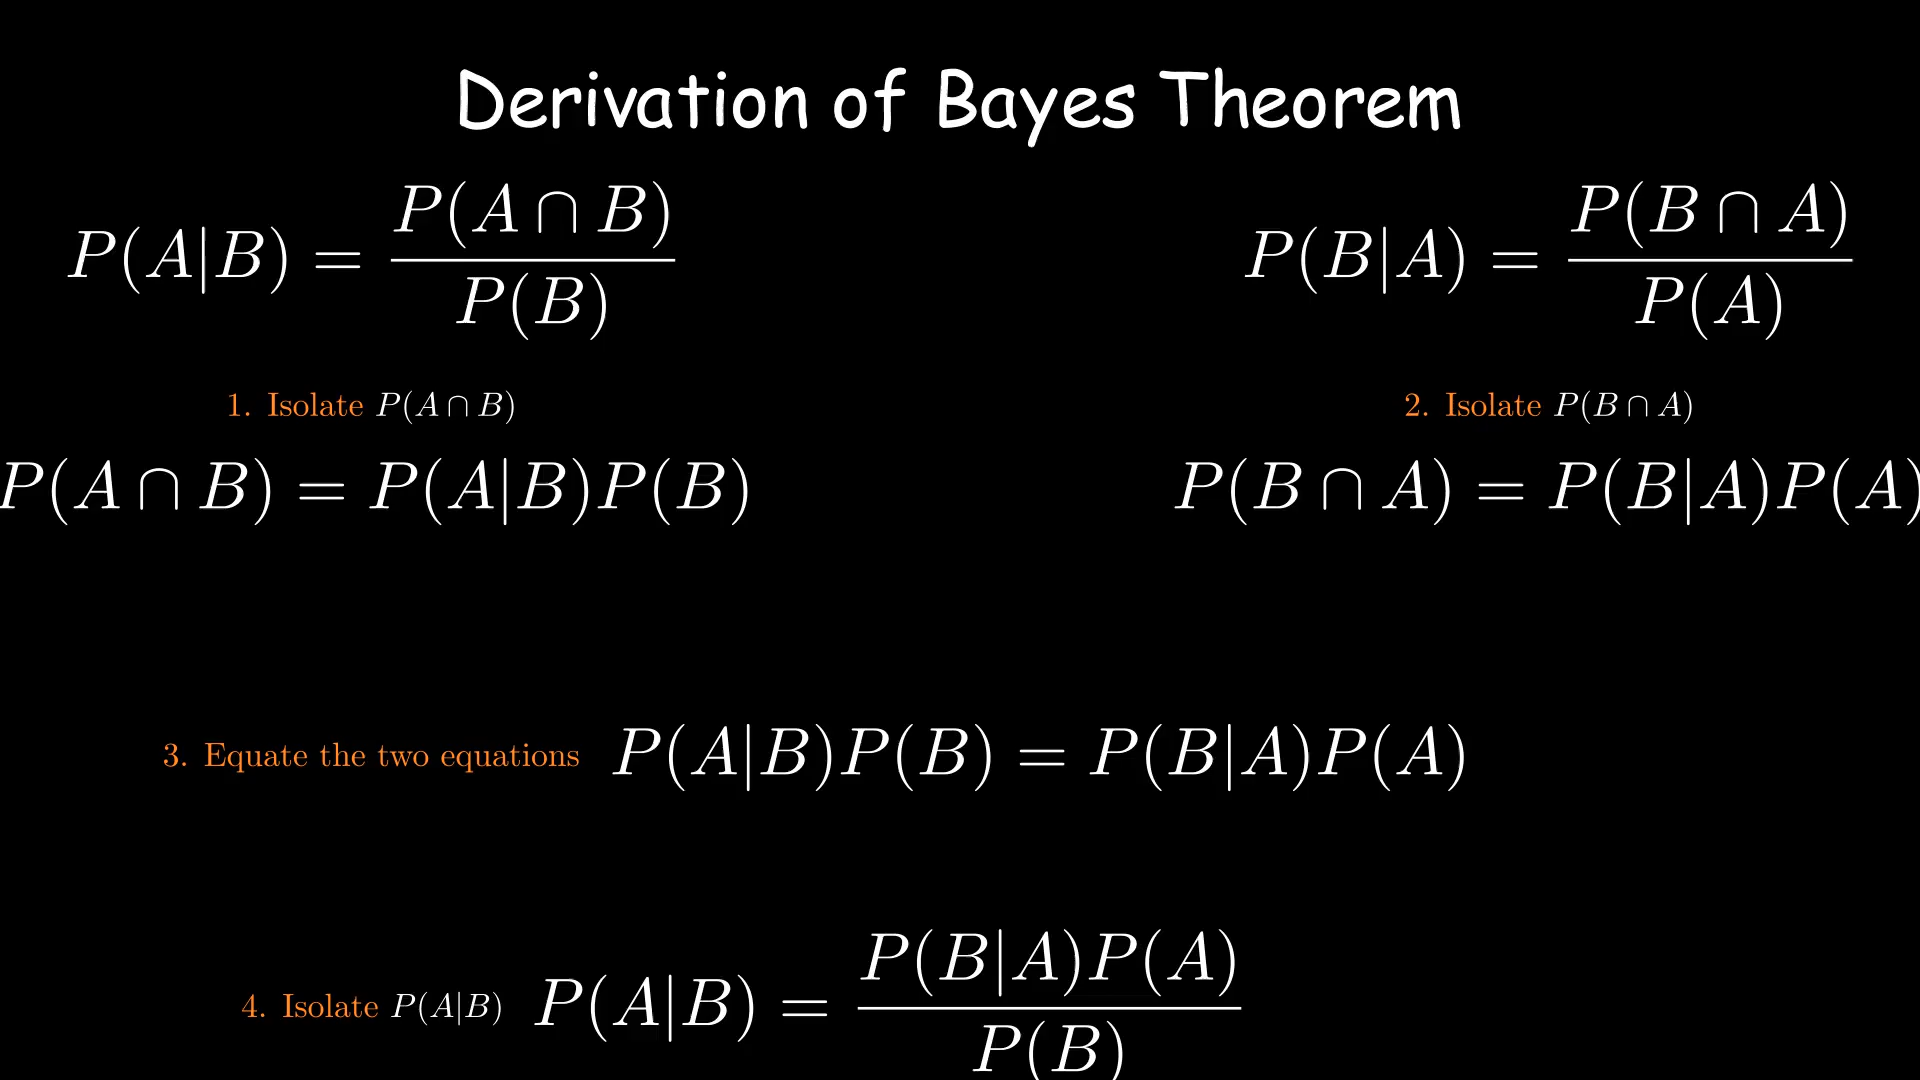 Derivation of Bayes Theorem
P(A|B) = P(A ∩ B) / P(B)
P(B|A) = P(B ∩ A) / P(A)
1. Isolate P(A ∩ B)
2. Isolate P(B ∩ A)
P(A ∩ B) = P(A|B)P(B)
P(B ∩ A) = P(B|A)P(A)
3. Equate the two equations P(A|B)P(B) = P(B|A)P(A)
4. Isolate P(A|B) P(A|B) = P(B|A)P(A) / P(B)